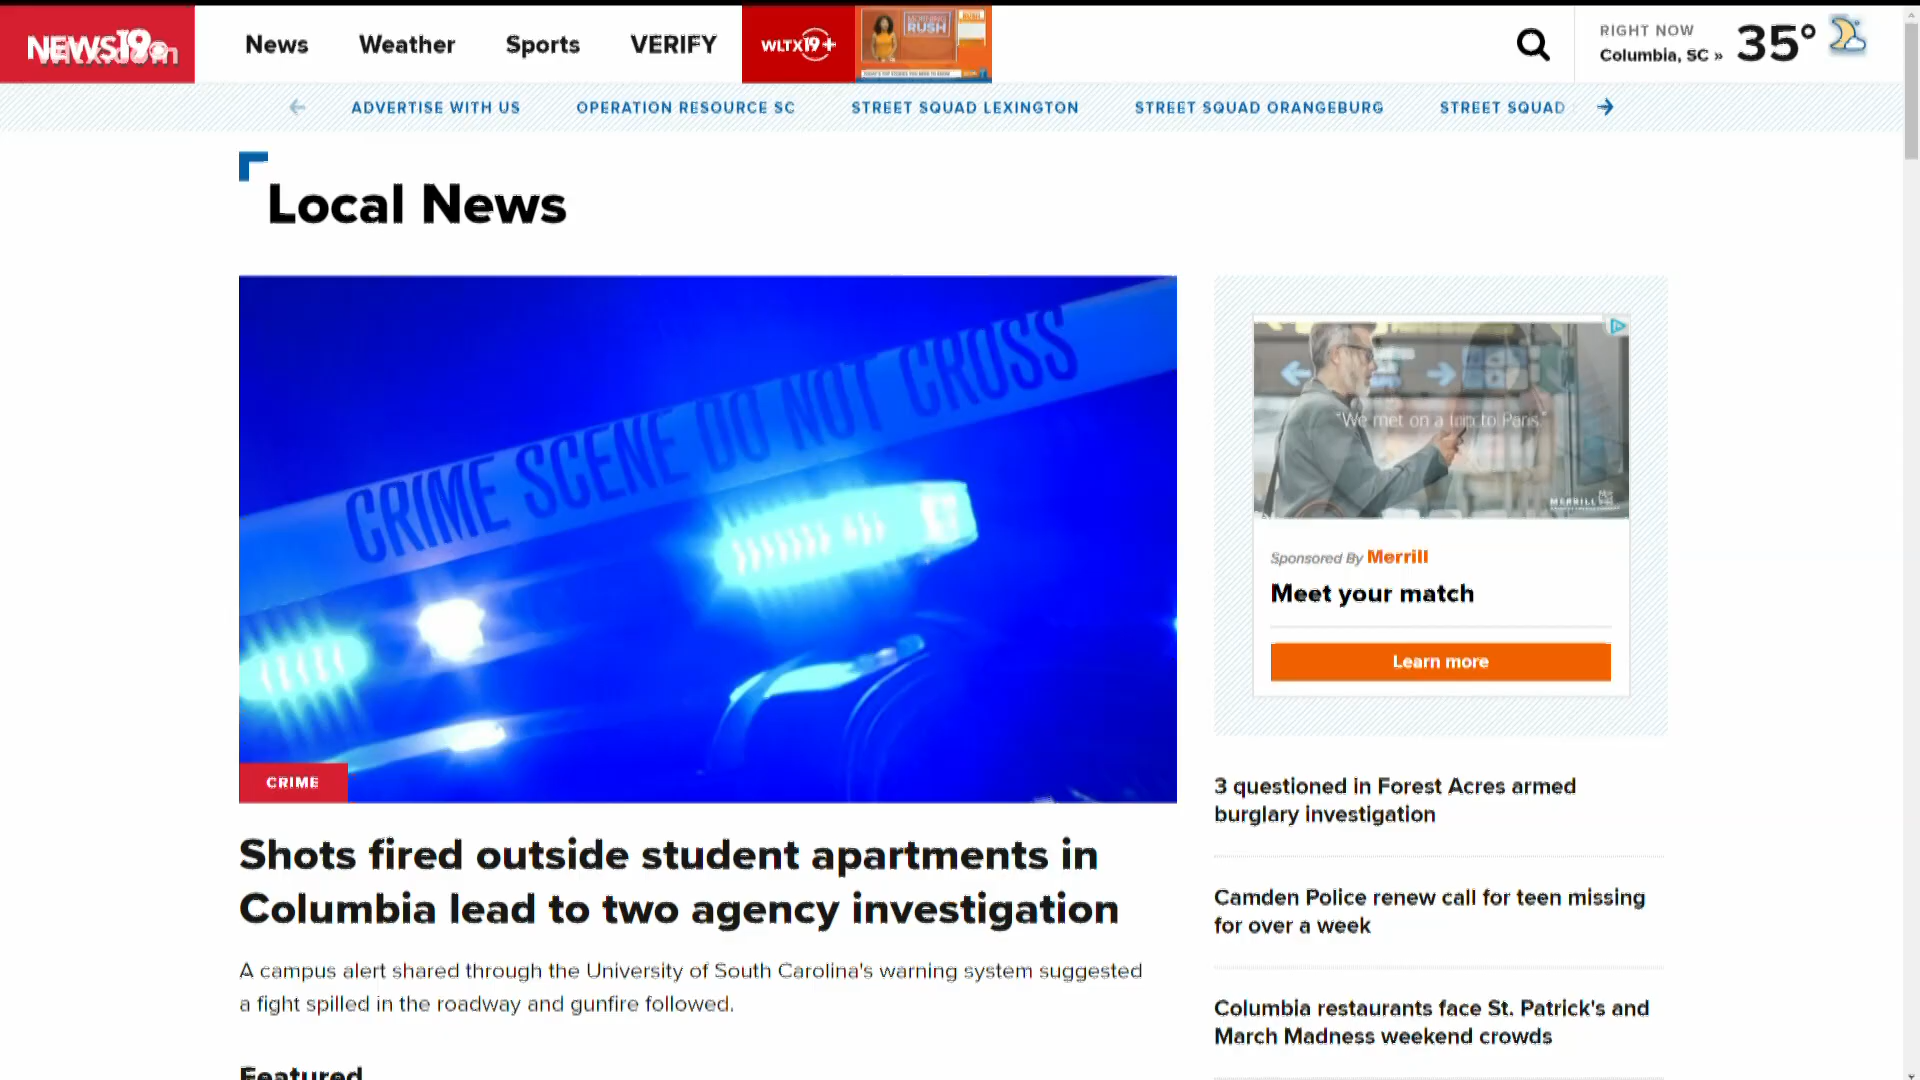 NEWS19
wltx.com
News
Weather
Sports
VERIFY
WLTX19+
MORNING RUSH
RUSH
RIGHT NOW
Columbia, SC »
35°
ADVERTISE WITH US
OPERATION RESOURCE SC
STREET SQUAD LEXINGTON
STREET SQUAD ORANGEBURG
STREET SQUAD
Local News
CRIME SCENE DO NOT CROSS
CRIME
Shots fired outside student apartments in
Columbia lead to two agency investigation
A campus alert shared through the University of South Carolina's warning system suggested
a fight spilled in the roadway and gunfire followed.
Featured
"We met on a trip to Paris."
MERRILL
Sponsored By Merrill
Meet your match
Learn more
3 questioned in Forest Acres armed
burglary investigation
Camden Police renew call for teen missing
for over a week
Columbia restaurants face St. Patrick's and
March Madness weekend crowds